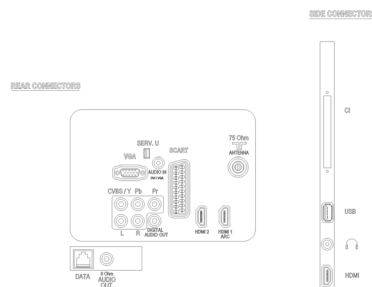 SIDE CONNECTORS
REAR CONNECTORS
CI
75 Ohm
SERV. U
ANTENNA
VGA
SCART
AUDIO IN
CVBS / Y Pb Pr
USB
L R DIGITAL
AUDIO OUT
HDMI 2
HDMI 1
ARC
DATA
8 Ohm
AUDIO
OUT
HDMI